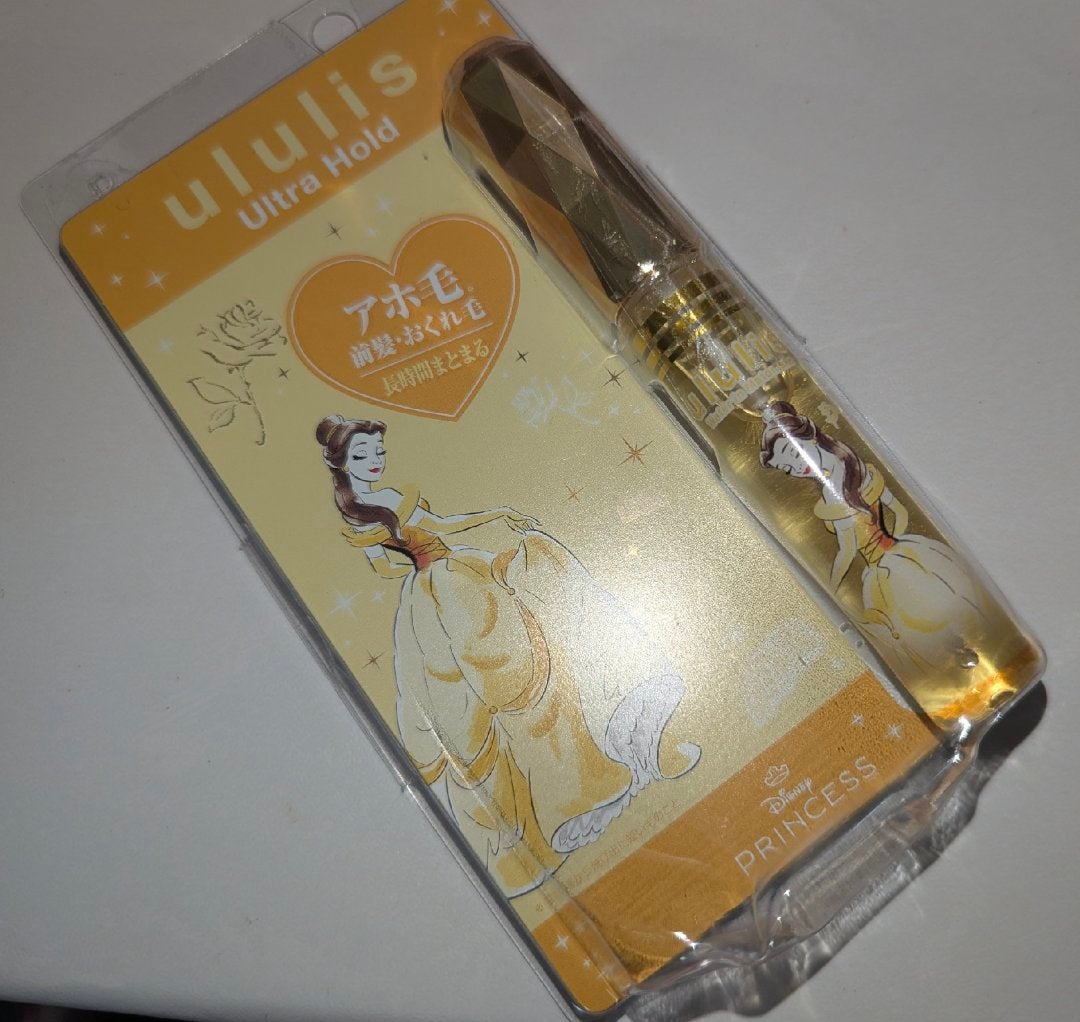 ululis
Ultra Hold
アホ毛*
前髪・おくれ毛
長時間まとまる
Disney
PRINCESS
ululis